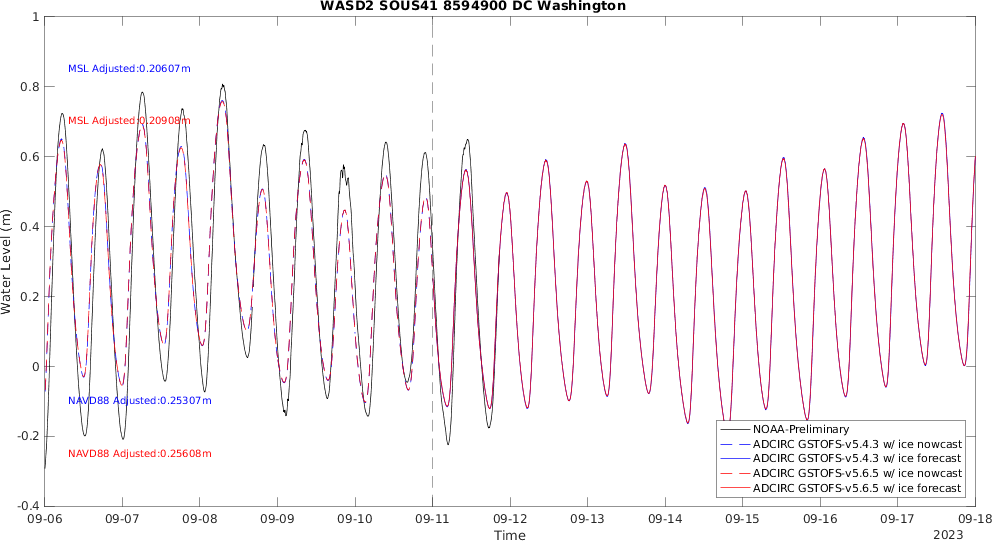 WASD2 SOUS41 8594900 DC Washington
1
0.8
0.6
0.4
0.2
0
-0.2
-0.4
Water Level (m)
MSL Adjusted:0.20607m
MSL Adjusted:0.20908m
NAVD88 Adjusted:0.25307m
NAVD88 Adjusted:0.25608m
NOAA-Preliminary
ADCIRC GSTOFS-v5.4.3 w/ ice nowcast
ADCIRC GSTOFS-v5.4.3 w/ ice forecast
ADCIRC GSTOFS-v5.6.5 w/ ice nowcast
ADCIRC GSTOFS-v5.6.5 w/ ice forecast
09-06 09-07 09-08 09-09 09-10 09-11 09-12 09-13 09-14 09-15 09-16 09-17 09-18
Time
2023